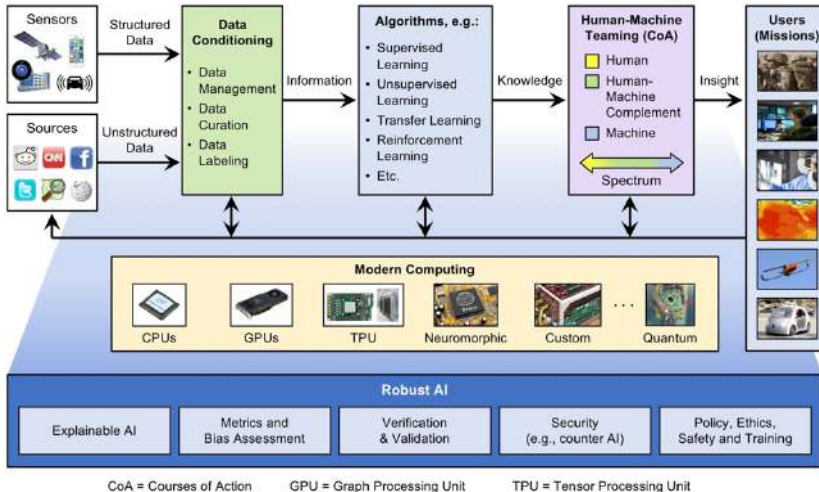 Sensors
Structured
Data
Data
Conditioning
• Data
Management
• Data
Curation
• Data
Labeling
Information
Algorithms, e.g.:
• Supervised
Learning
• Unsupervised
Learning
• Transfer Learning
• Reinforcement
Learning
• Etc.
Knowledge
Human-Machine
Teaming (CoA)
Human
Human-
Machine
Complement
Machine
Spectrum
Insight
Users
(Missions)
Sources
Unstructured
Data
CNN
Modern Computing
CPUs
GPUs
TPU
Neuromorphic
Custom
...
Quantum
Robust AI
Explainable AI
Metrics and
Bias Assessment
Verification
& Validation
Security
(e.g., counter AI)
Policy, Ethics,
Safety and Training
CoA = Courses of Action GPU = Graph Processing Unit TPU = Tensor Processing Unit